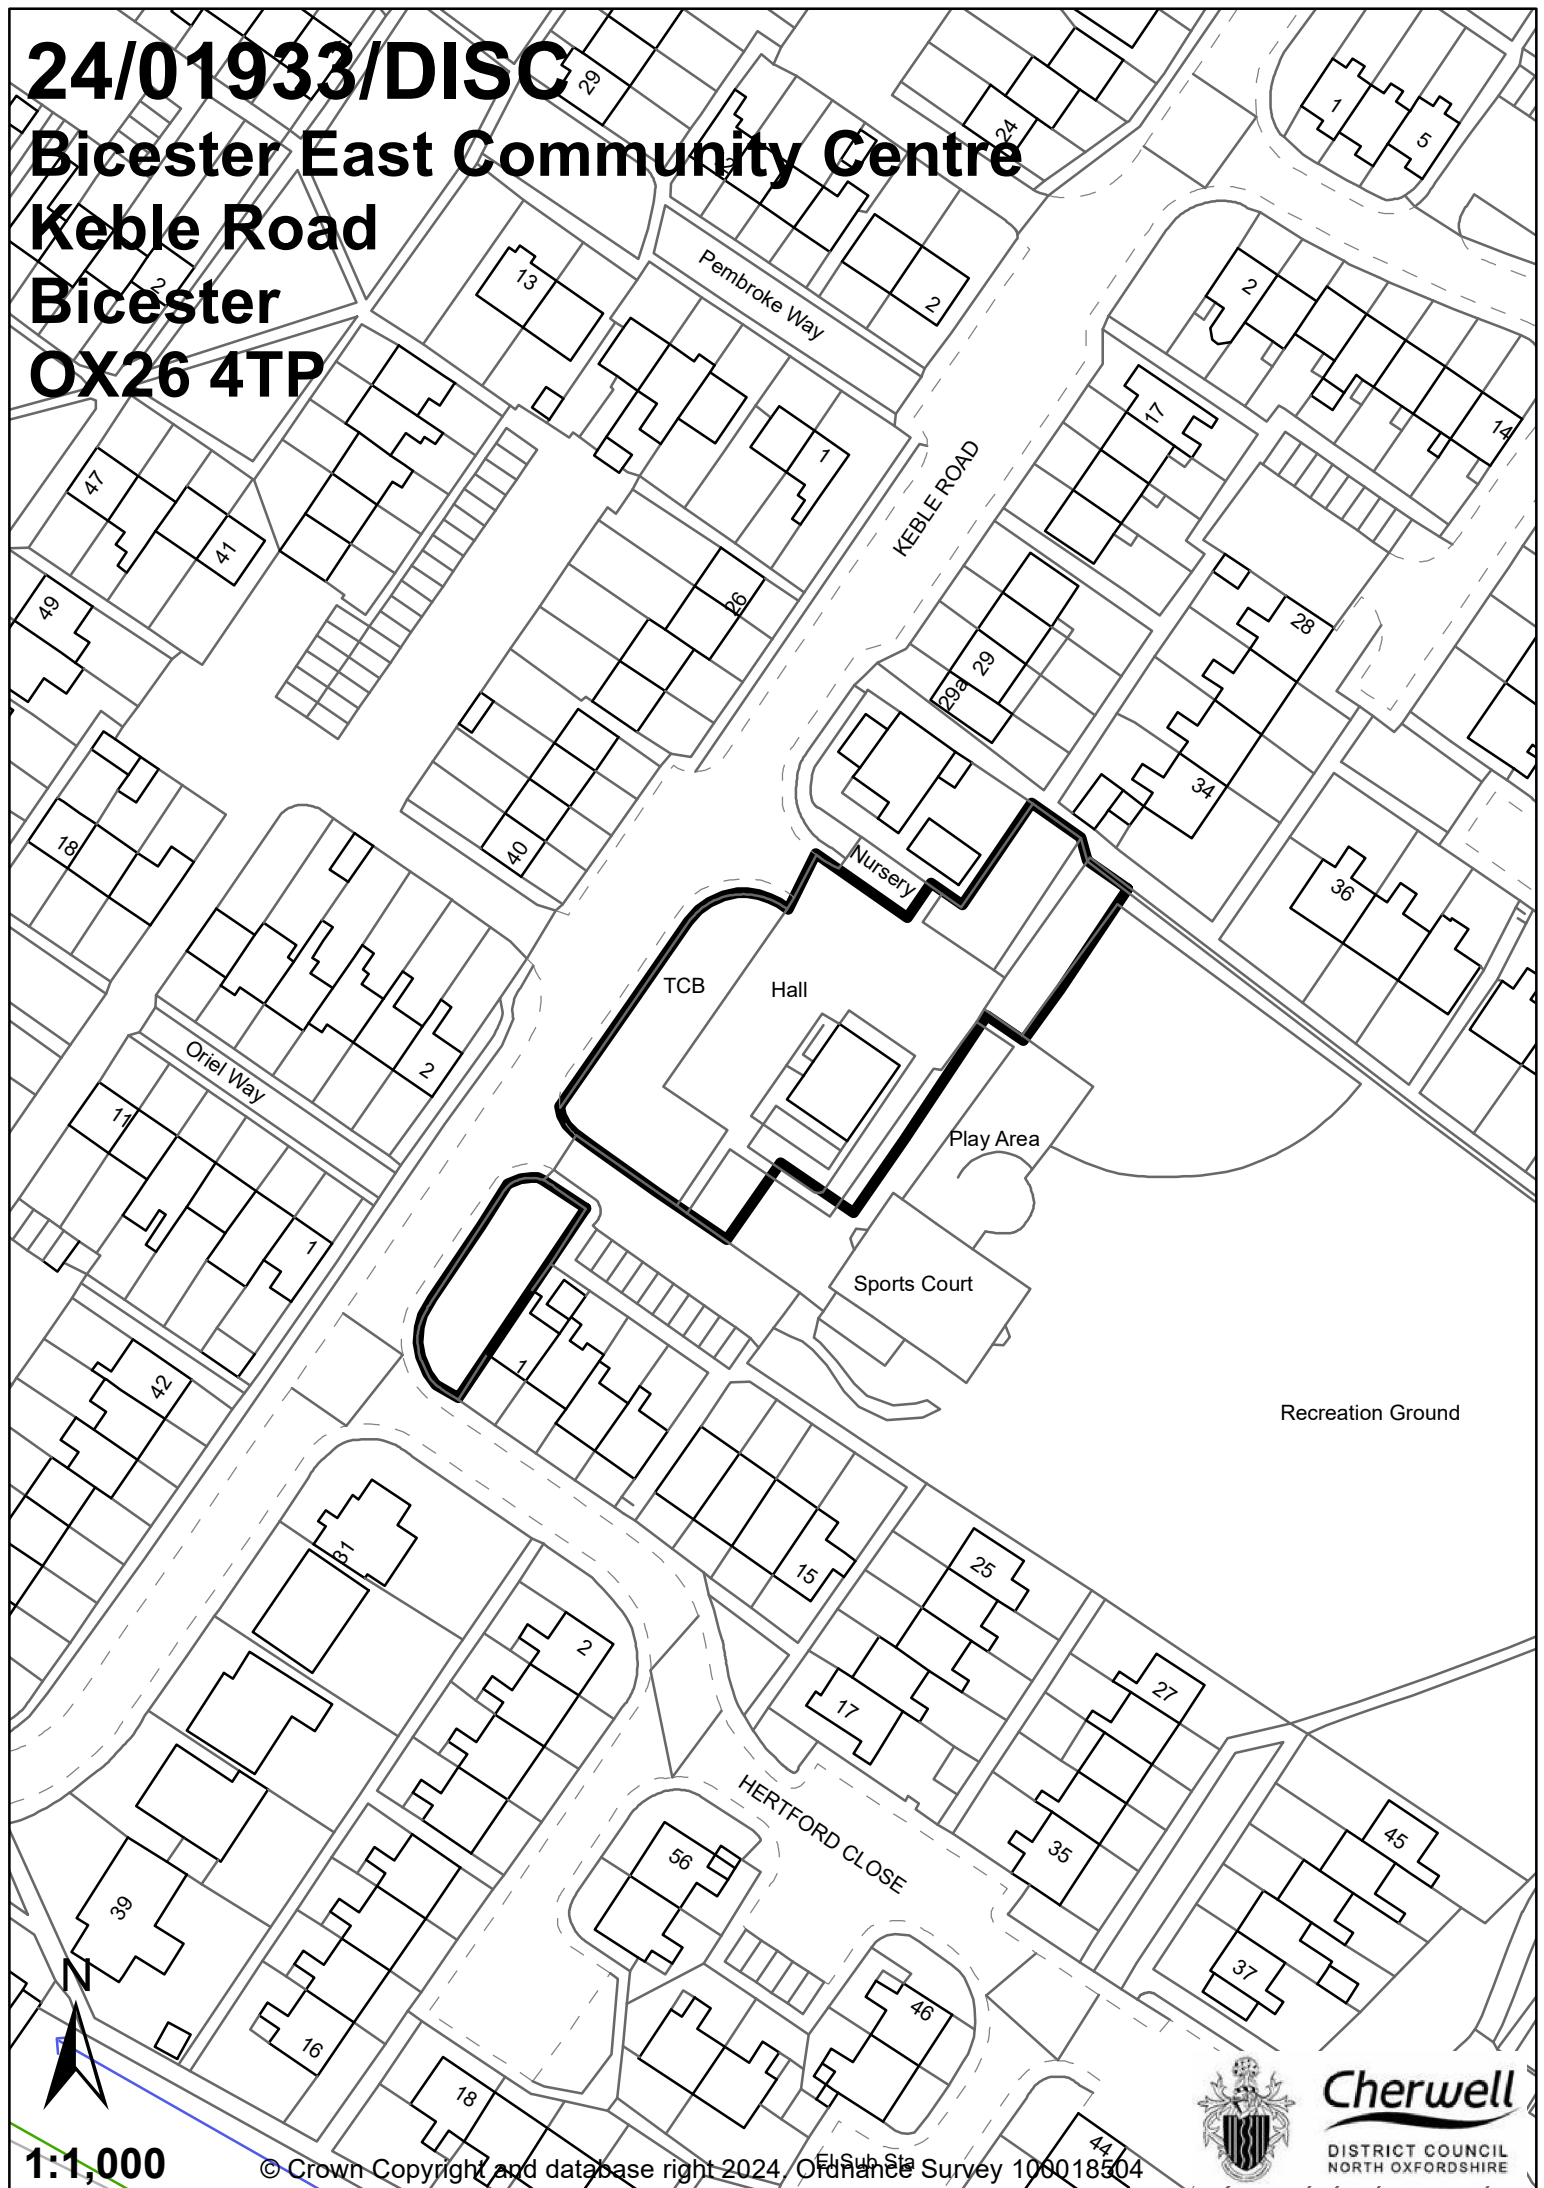 24/01933/DISC
Bicester East Community Centre
Keble Road
Bicester
OX26 4TP
29
24
1
5
2
13
Pembroke Way
2
2
14
17
1
KEBLE ROAD
47
41
49
26
28
29
29a
34
18
40
Nursery
36
TCB
Hall
Oriel Way
2
11
Play Area
1
Sports Court
1
42
Recreation Ground
31
15
25
2
17
27
HERTFORD CLOSE
56
35
45
39
37
N
46
16
18
44
El Sub Sta
1:1,000
© Crown Copyright and database right 2024. Ordnance Survey 100018504
Cherwell
DISTRICT COUNCIL
NORTH OXFORDSHIRE